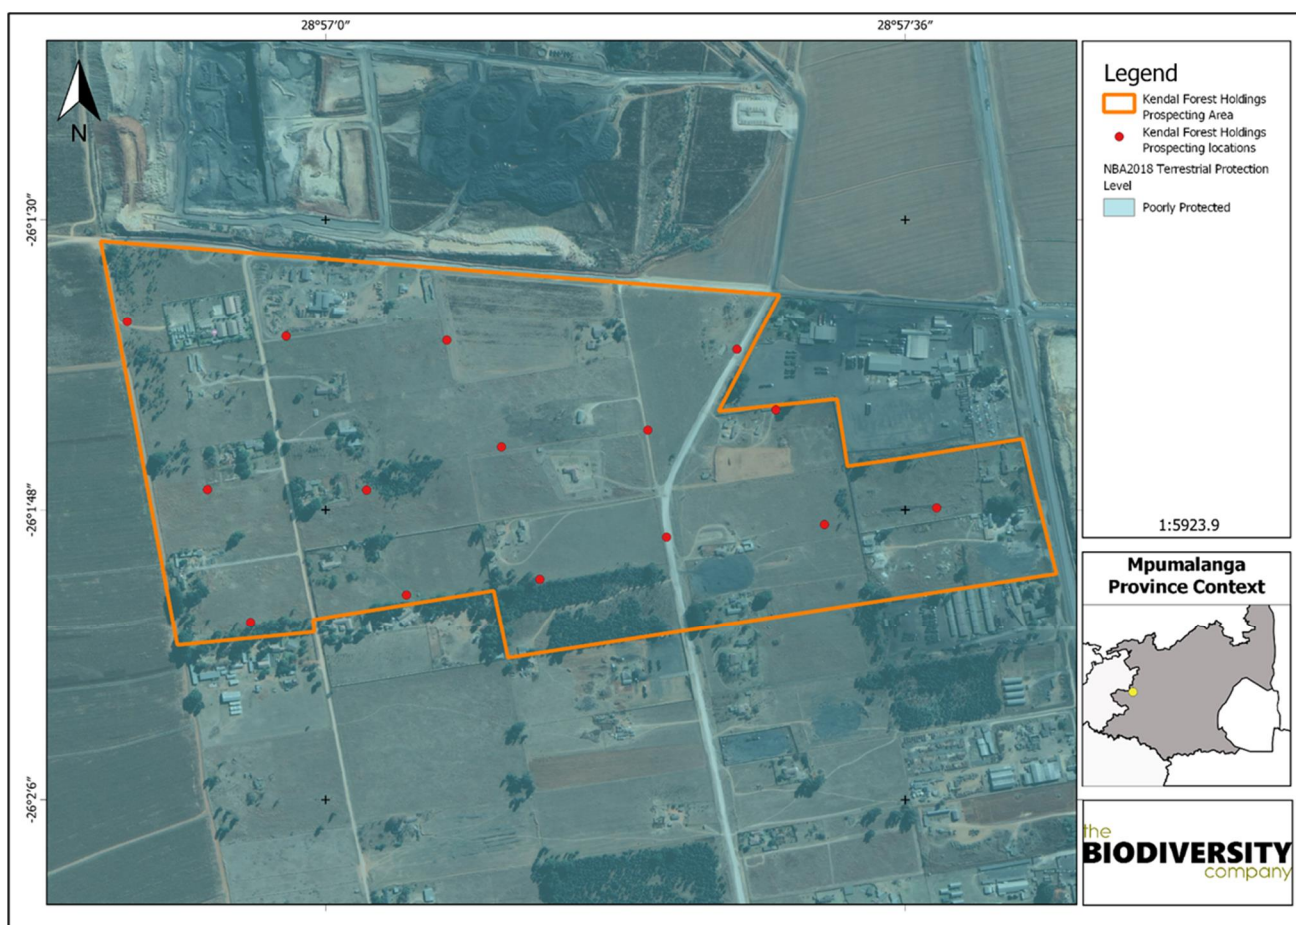 28°57'0"
28°57'36"
-26°1'30"
-26°1'48"
-26°2'6"
N
Legend
Kendal Forest Holdings
Prospecting Area
Kendal Forest Holdings
Prospecting locations
NBA2018 Terrestrial Protection
Level
Poorly Protected
1:5923.9
Mpumalanga
Province Context
the
BIODIVERSITY
company